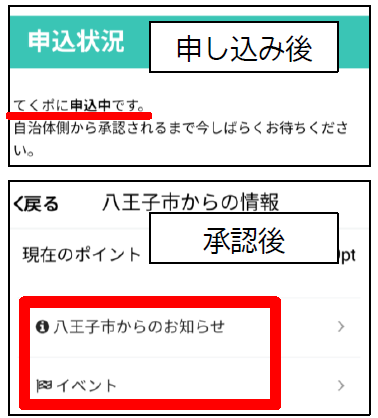 申込状況
申し込み後
てくポに申込中です。
自治体側から承認されるまで今しばらくお待ちくださ
い。
戻る
八王子市からの情報
承認後
現在のポイント
pt
八王子市からのお知らせ
イベント